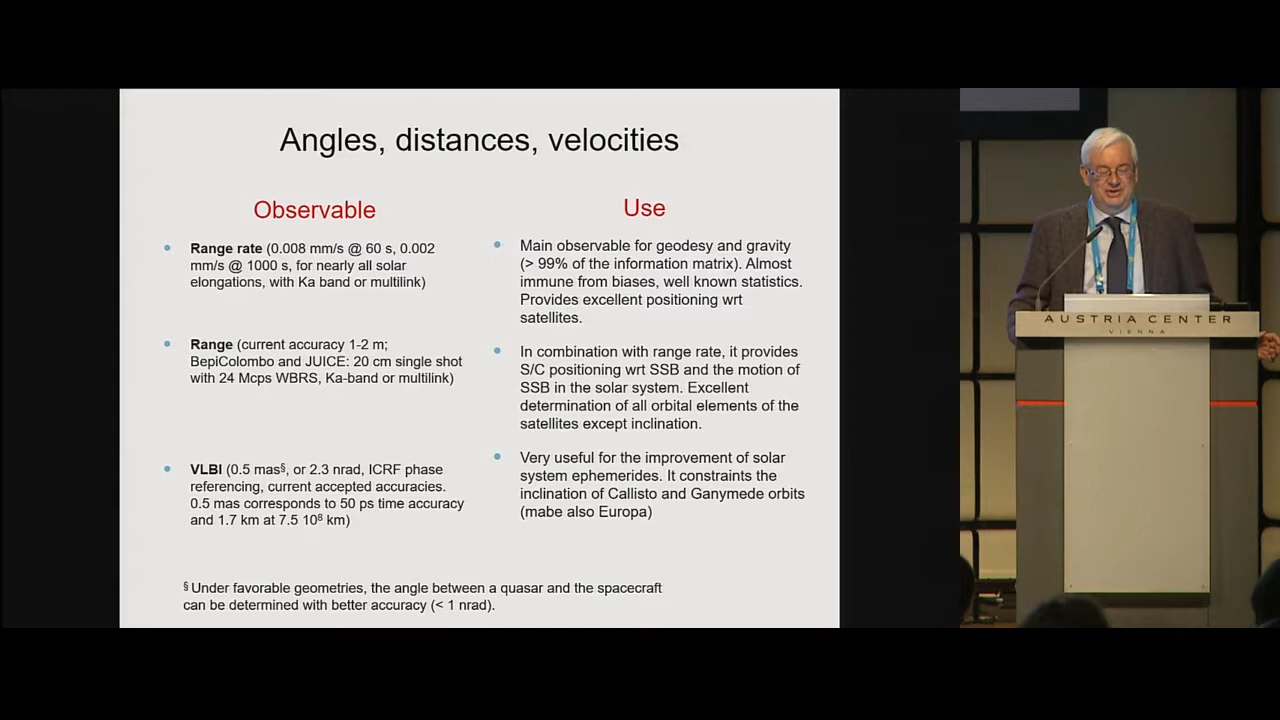 Angles, distances, velocities
Observable
Range rate (0.008 mm/s @ 60 s, 0.002
mm/s @ 1000 s, for nearly all solar
elongations, with Ka band or multilink)
Range (current accuracy 1-2 m;
BepiColombo and JUICE: 20 cm single shot
with 24 Mcps WBRS, Ka-band or multilink)
VLBI (0.5 mas§, or 2.3 nrad, ICRF phase
referencing, current accepted accuracies.
0.5 mas corresponds to 50 ps time accuracy
and 1.7 km at 7.5 10⁸ km)
Use
Main observable for geodesy and gravity
(> 99% of the information matrix). Almost
immune from biases, well known statistics.
Provides excellent positioning wrt
satellites.
In combination with range rate, it provides
S/C positioning wrt SSB and the motion of
SSB in the solar system. Excellent
determination of all orbital elements of the
satellites except inclination.
Very useful for the improvement of solar
system ephemerides. It constraints the
inclination of Callisto and Ganymede orbits
(mabe also Europa)
§ Under favorable geometries, the angle between a quasar and the spacecraft
can be determined with better accuracy (< 1 nrad).
AUSTRIA CENTER
VIENNA